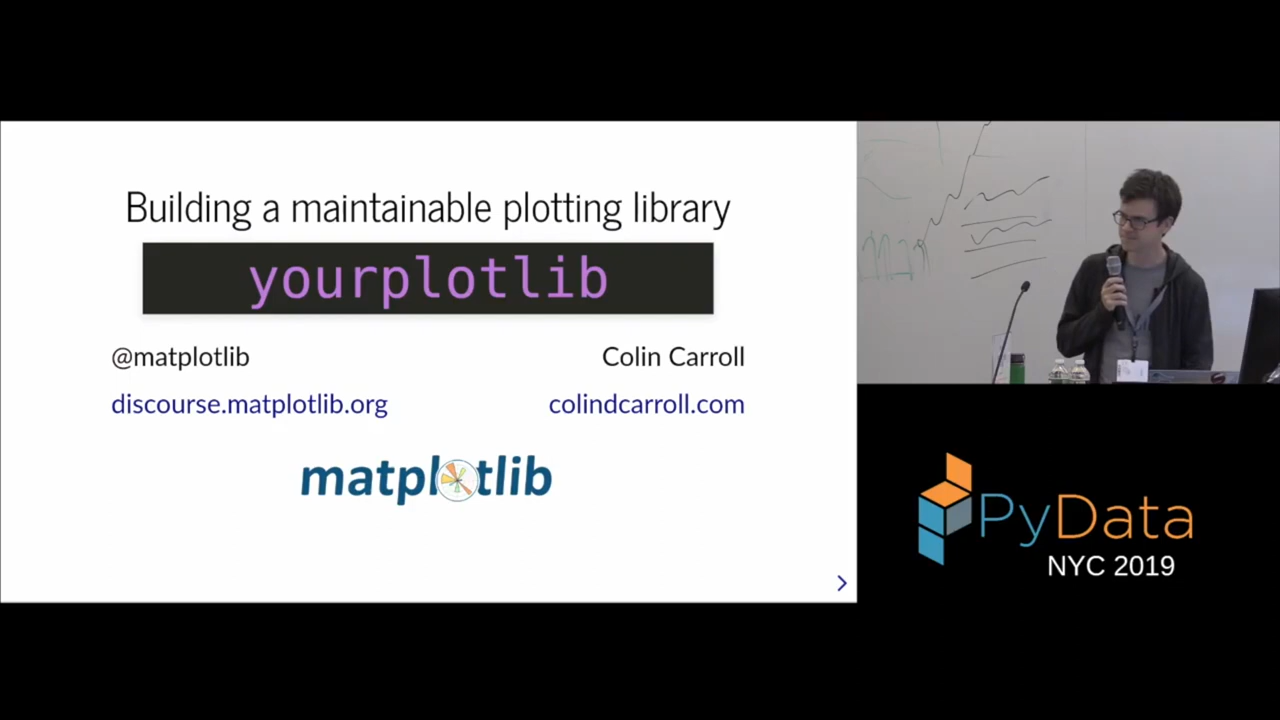 Building a maintainable plotting library
yourplotlib
@matplotlib
Colin Carroll
discourse.matplotlib.org
colindcarroll.com
matplotlib
PyData
NYC 2019